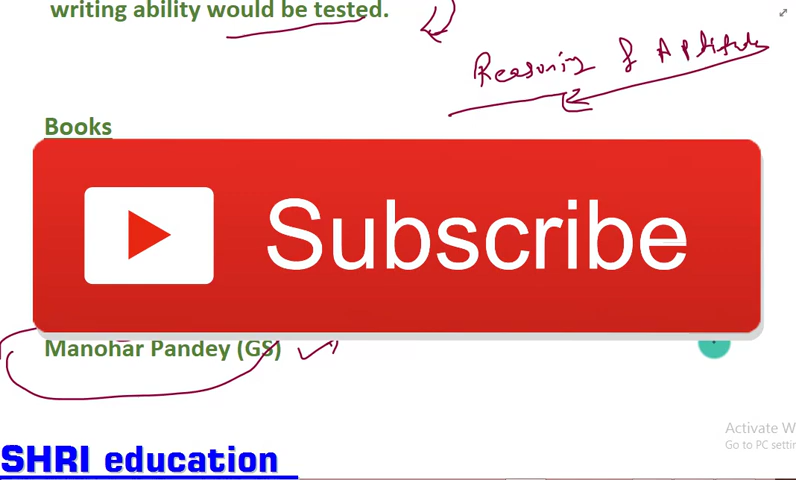 writing ability would be tested.
Reasoning & Aptitude
Books
Subscribe
Manohar Pandey (GS)
Activate W
Go to PC settin
SHRI education